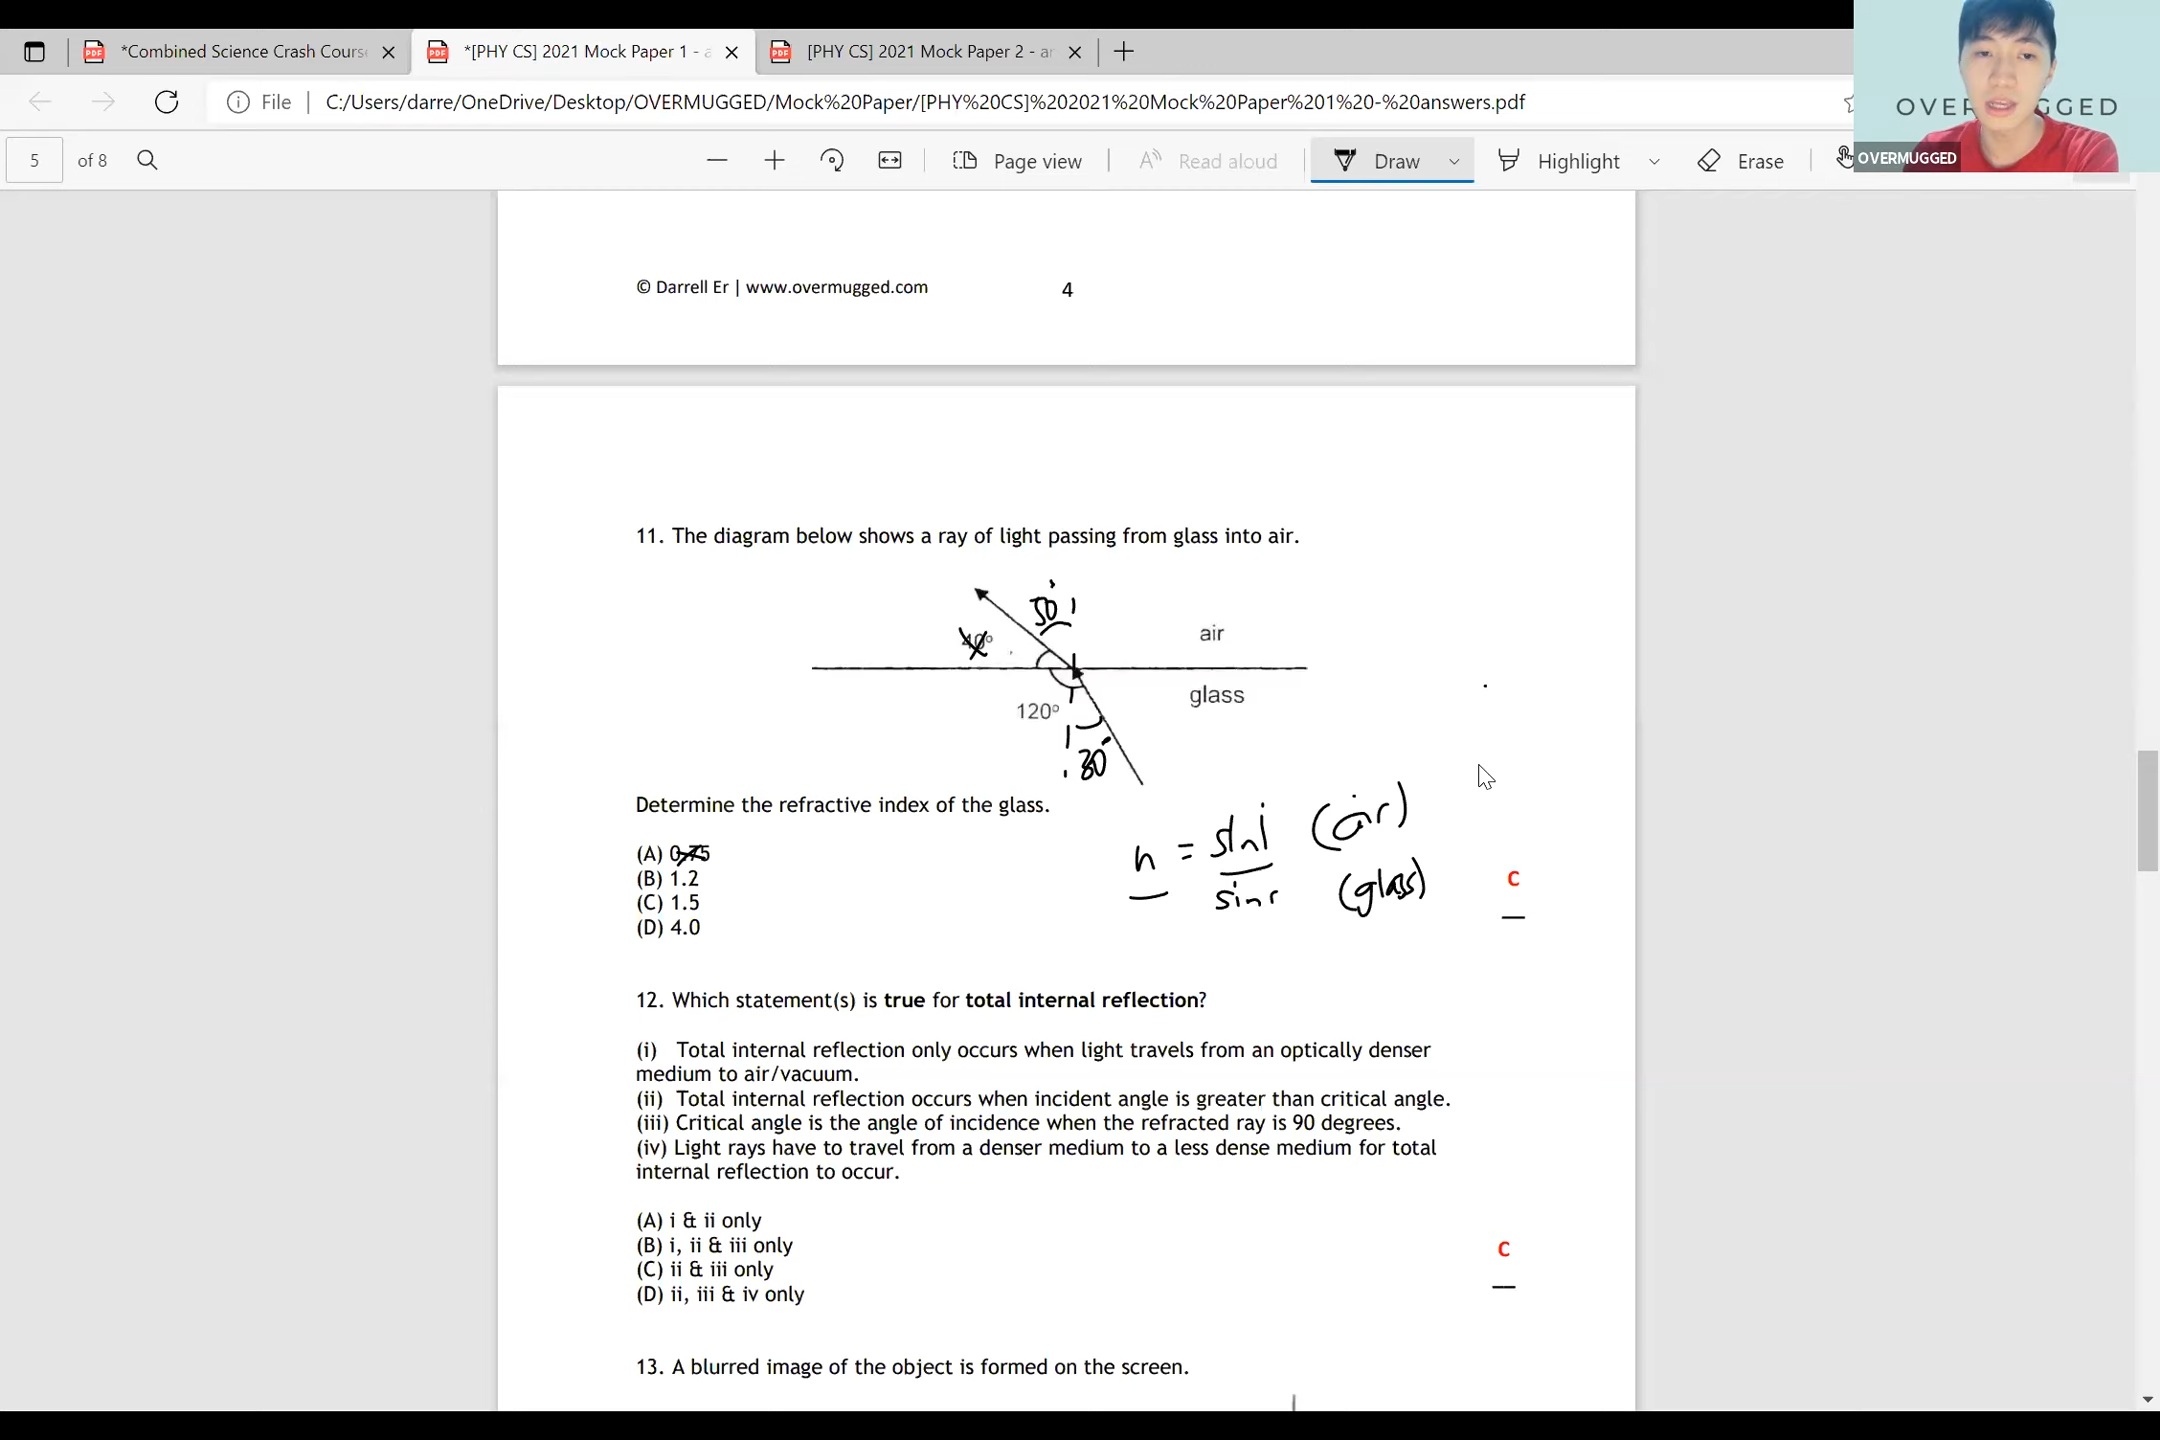 *Combined Science Crash Cours
*[PHY CS] 2021 Mock Paper 1 - a
[PHY CS] 2021 Mock Paper 2 - ar
File
C:/Users/darre/OneDrive/Desktop/OVERMUGGED/Mock%20Paper/[PHY%20CS]%202021%20Mock%20Paper%201%20-%20answers.pdf
OVER GGED
OVERMUGGED
5 of 8
Page view
Read aloud
Draw
Highlight
Erase
© Darrell Er | www.overmugged.com 4
11. The diagram below shows a ray of light passing from glass into air.
50°
40°
air
glass
120°
30°
Determine the refractive index of the glass.
(A) 0.75
(B) 1.2
(C) 1.5
(D) 4.0
n = sin i (air)
sin r (glass)
C
12. Which statement(s) is true for total internal reflection?
(i) Total internal reflection only occurs when light travels from an optically denser
medium to air/vacuum.
(ii) Total internal reflection occurs when incident angle is greater than critical angle.
(iii) Critical angle is the angle of incidence when the refracted ray is 90 degrees.
(iv) Light rays have to travel from a denser medium to a less dense medium for total
internal reflection to occur.
(A) i & ii only
(B) i, ii & iii only
(C) ii & iii only
(D) ii, iii & iv only
C
13. A blurred image of the object is formed on the screen.